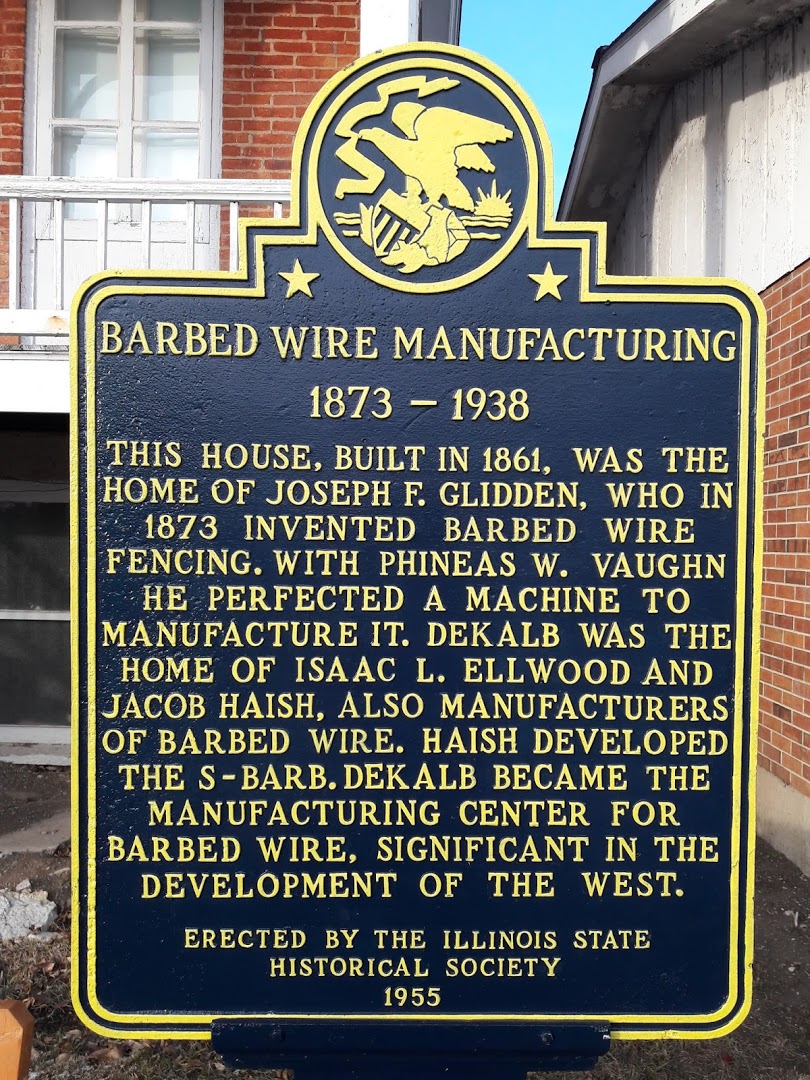 BARBED WIRE MANUFACTURING
1873 – 1938
THIS HOUSE, BUILT IN 1861, WAS THE
HOME OF JOSEPH F. GLIDDEN, WHO IN
1873 INVENTED BARBED WIRE
FENCING. WITH PHINEAS W. VAUGHN
HE PERFECTED A MACHINE TO
MANUFACTURE IT. DEKALB WAS THE
HOME OF ISAAC L. ELLWOOD AND
JACOB HAISH, ALSO MANUFACTURERS
OF BARBED WIRE. HAISH DEVELOPED
THE S-BARB. DEKALB BECAME THE
MANUFACTURING CENTER FOR
BARBED WIRE, SIGNIFICANT IN THE
DEVELOPMENT OF THE WEST.
ERECTED BY THE ILLINOIS STATE
HISTORICAL SOCIETY
1955